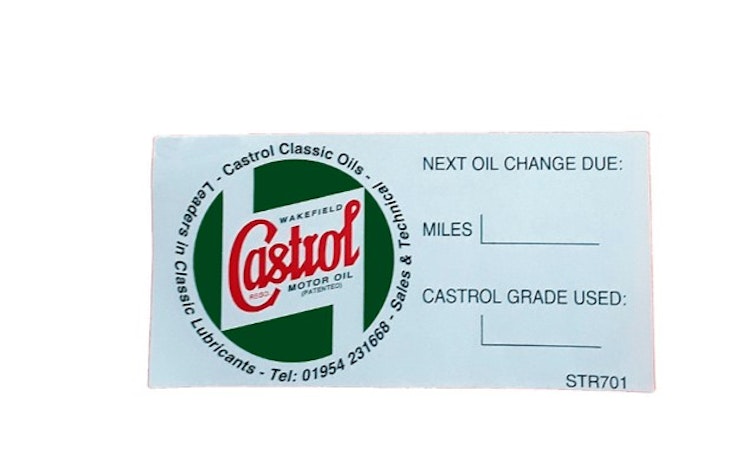 - Castrol Classic Oils -
Sales & Technical
- Tel: 01954 231668 -
Leaders in Classic Lubricants
WAKEFIELD
Castrol
REGD.
MOTOR OIL
(PATENTED)
NEXT OIL CHANGE DUE:
MILES
CASTROL GRADE USED:
STR701